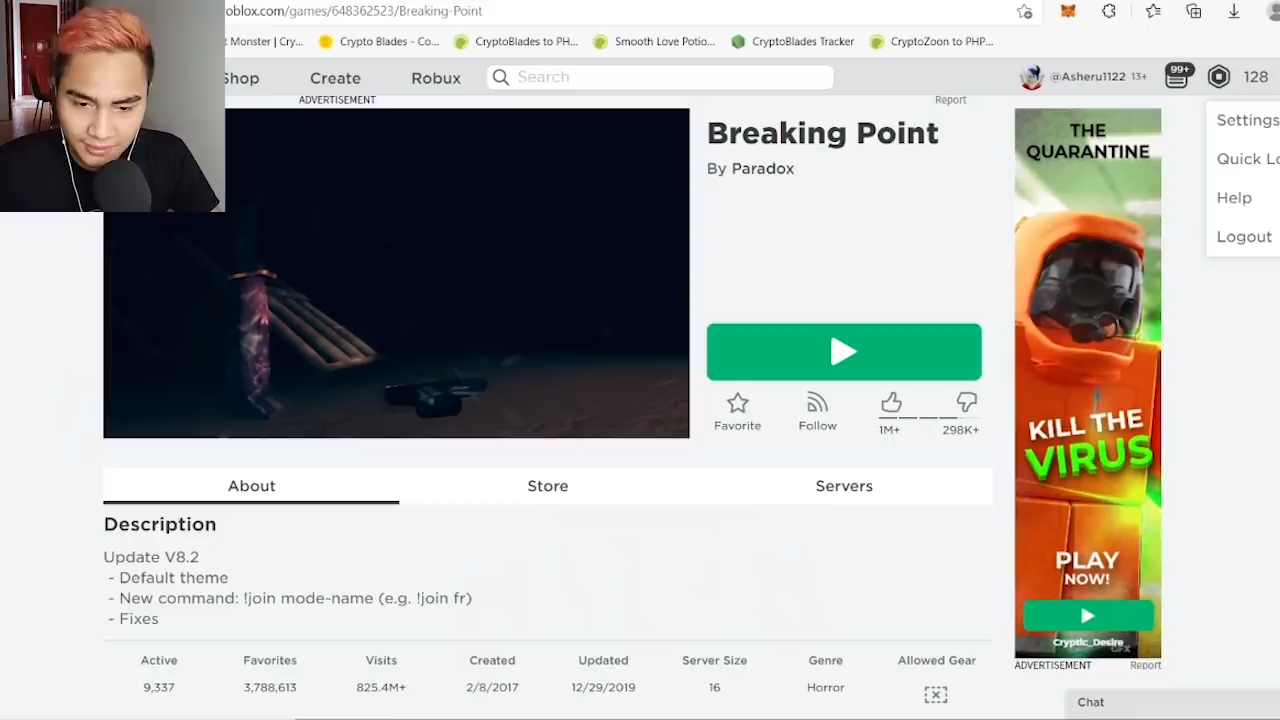 roblox.com/games/648362523/Breaking-Point
t Monster | Cry...
Crypto Blades - Co...
CryptoBlades to PH...
Smooth Love Potio...
CryptoBlades Tracker
CryptoZoon to PHP...
Shop
Create
Robux
Search
@Asheru1122 13+
99+
128
ADVERTISEMENT
Report
Settings
Quick Lo
Help
Logout
Breaking Point
By Paradox
Favorite
Follow
1M+
298K+
THE
QUARANTINE
KILL THE
VIRUS
PLAY
NOW!
Cryptic_Desire
GFX
ADVERTISEMENT
Report
About
Store
Servers
Description
Update V8.2
- Default theme
- New command: !join mode-name (e.g. !join fr)
- Fixes
Active
Favorites
Visits
Created
Updated
Server Size
Genre
Allowed Gear
9,337
3,788,613
825.4M+
2/8/2017
12/29/2019
16
Horror
Chat